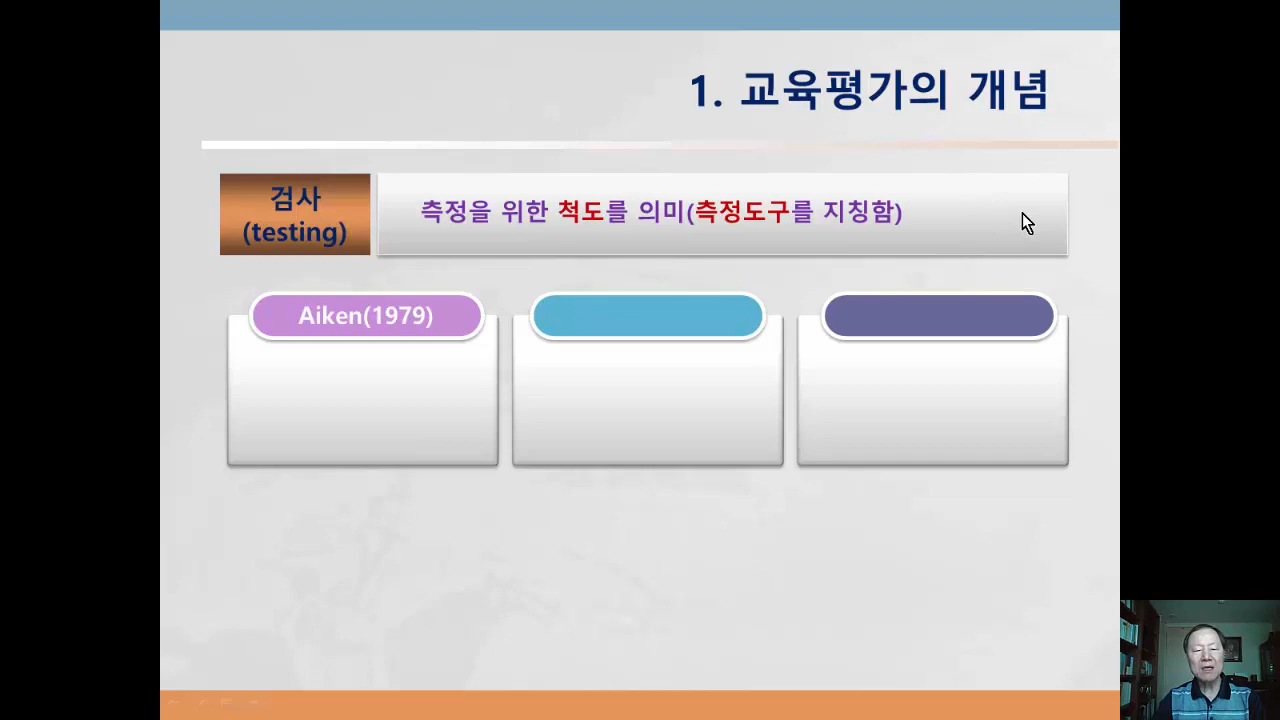 1. 교육평가의 개념
검사
(testing)
측정을 위한 척도를 의미(측정도구를 지칭함)
Aiken(1979)